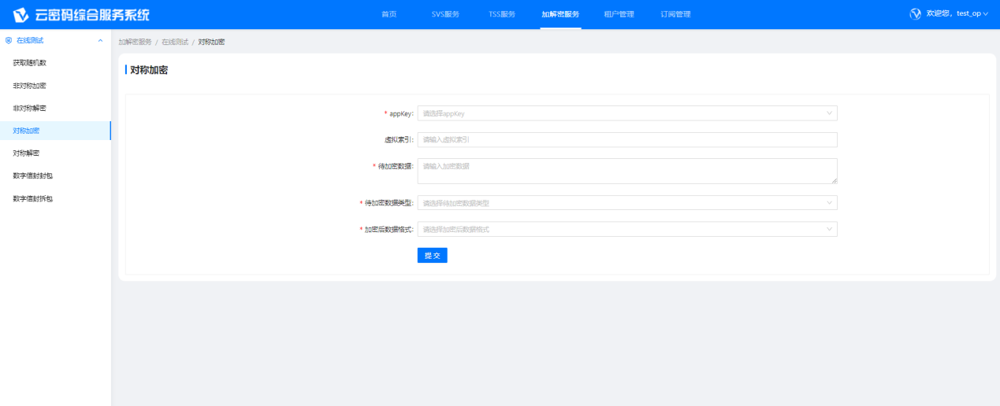 云密码综合服务系统
首页 SVS服务 TSS服务 加解密服务 租户管理 订阅管理
欢迎您，test_op
在线测试
获取随机数
非对称加密
非对称解密
对称加密
对称解密
数字信封封包
数字信封拆包
加解密服务 / 在线测试 / 对称加密
对称加密
* appKey: 请选择appKey
虚拟索引: 请输入虚拟索引
* 待加密数据: 请输入加密数据
* 待加密数据类型: 请选择待加密数据类型
* 加密后数据格式: 请选择加密后数据格式
提 交